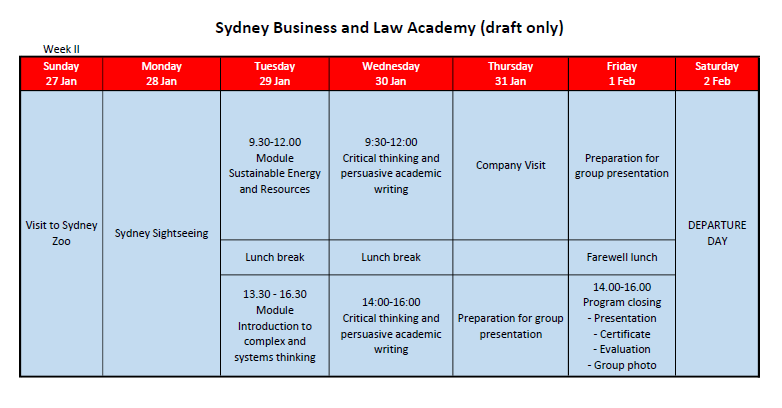 Sydney Business and Law Academy (draft only)
Week II
Sunday
27 Jan
Monday
28 Jan
Tuesday
29 Jan
Wednesday
30 Jan
Thursday
31 Jan
Friday
1 Feb
Saturday
2 Feb
Visit to Sydney
Zoo
Sydney Sightseeing
9.30-12.00
Module
Sustainable Energy
and Resources
9:30-12:00
Critical thinking and
persuasive academic
writing
Company Visit
Preparation for
group presentation
DEPARTURE
DAY
Lunch break
Lunch break
Farewell lunch
13.30 - 16.30
Module
Introduction to
complex and
systems thinking
14:00-16:00
Critical thinking and
persuasive academic
writing
Preparation for group
presentation
14.00-16.00
Program closing
- Presentation
- Certificate
- Evaluation
- Group photo